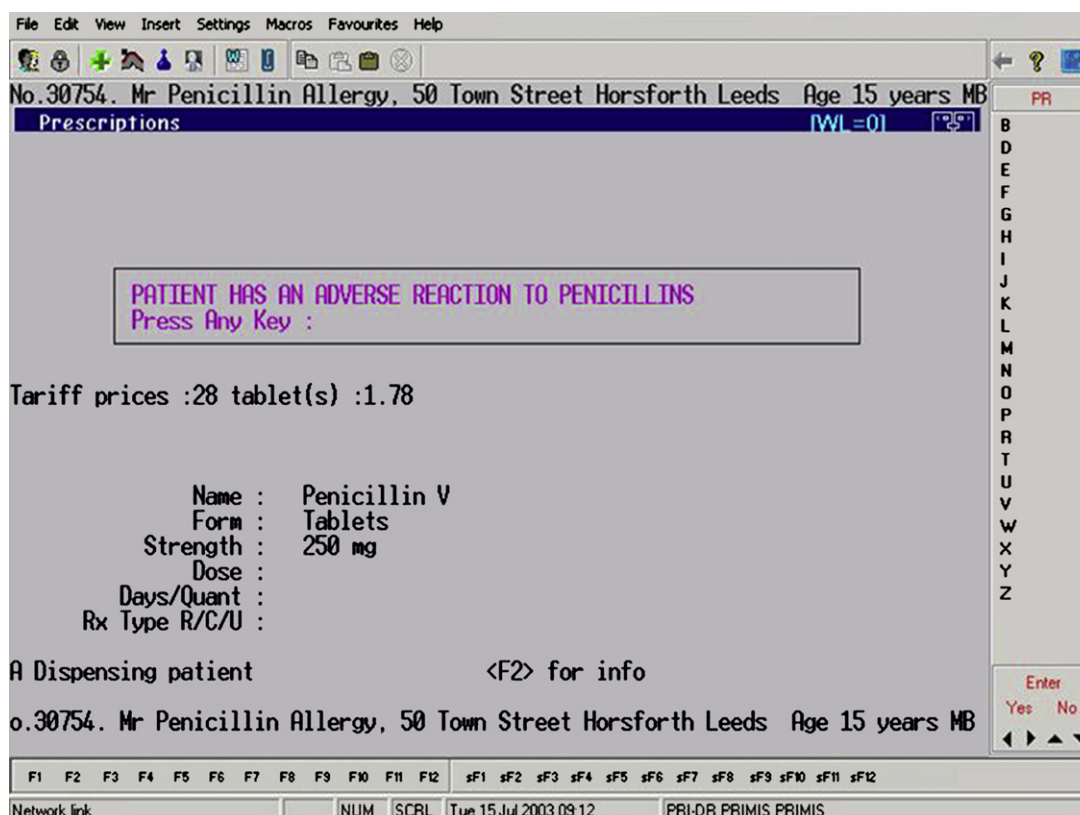 File Edit View Insert Settings Macros Favourites Help
No.30754. Mr Penicillin Allergy, 50 Town Street Horsforth Leeds Age 15 years MB
PR
Prescriptions [WL=0]
B
D
E
F
G
H
I
J
K
L
M
N
O
P
R
T
U
V
W
X
Y
Z
PATIENT HAS AN ADVERSE REACTION TO PENICILLINS
Press Any Key :
Tariff prices :28 tablet(s) :1.78
Name : Penicillin V
Form : Tablets
Strength : 250 mg
Dose :
Days/Quant :
Rx Type R/C/U :
A Dispensing patient <F2> for info
Enter
Yes No
o.30754. Mr Penicillin Allergy, 50 Town Street Horsforth Leeds Age 15 years MB
F1 F2 F3 F4 F5 F6 F7 F8 F9 F10 F11 F12 sF1 sF2 sF3 sF4 sF5 sF6 sF7 sF8 sF9 sF10 sF11 sF12
Network link NUM SCRL Tue 15 Jul 2003 09:12 PRI-DR PRIMIS PRIMIS